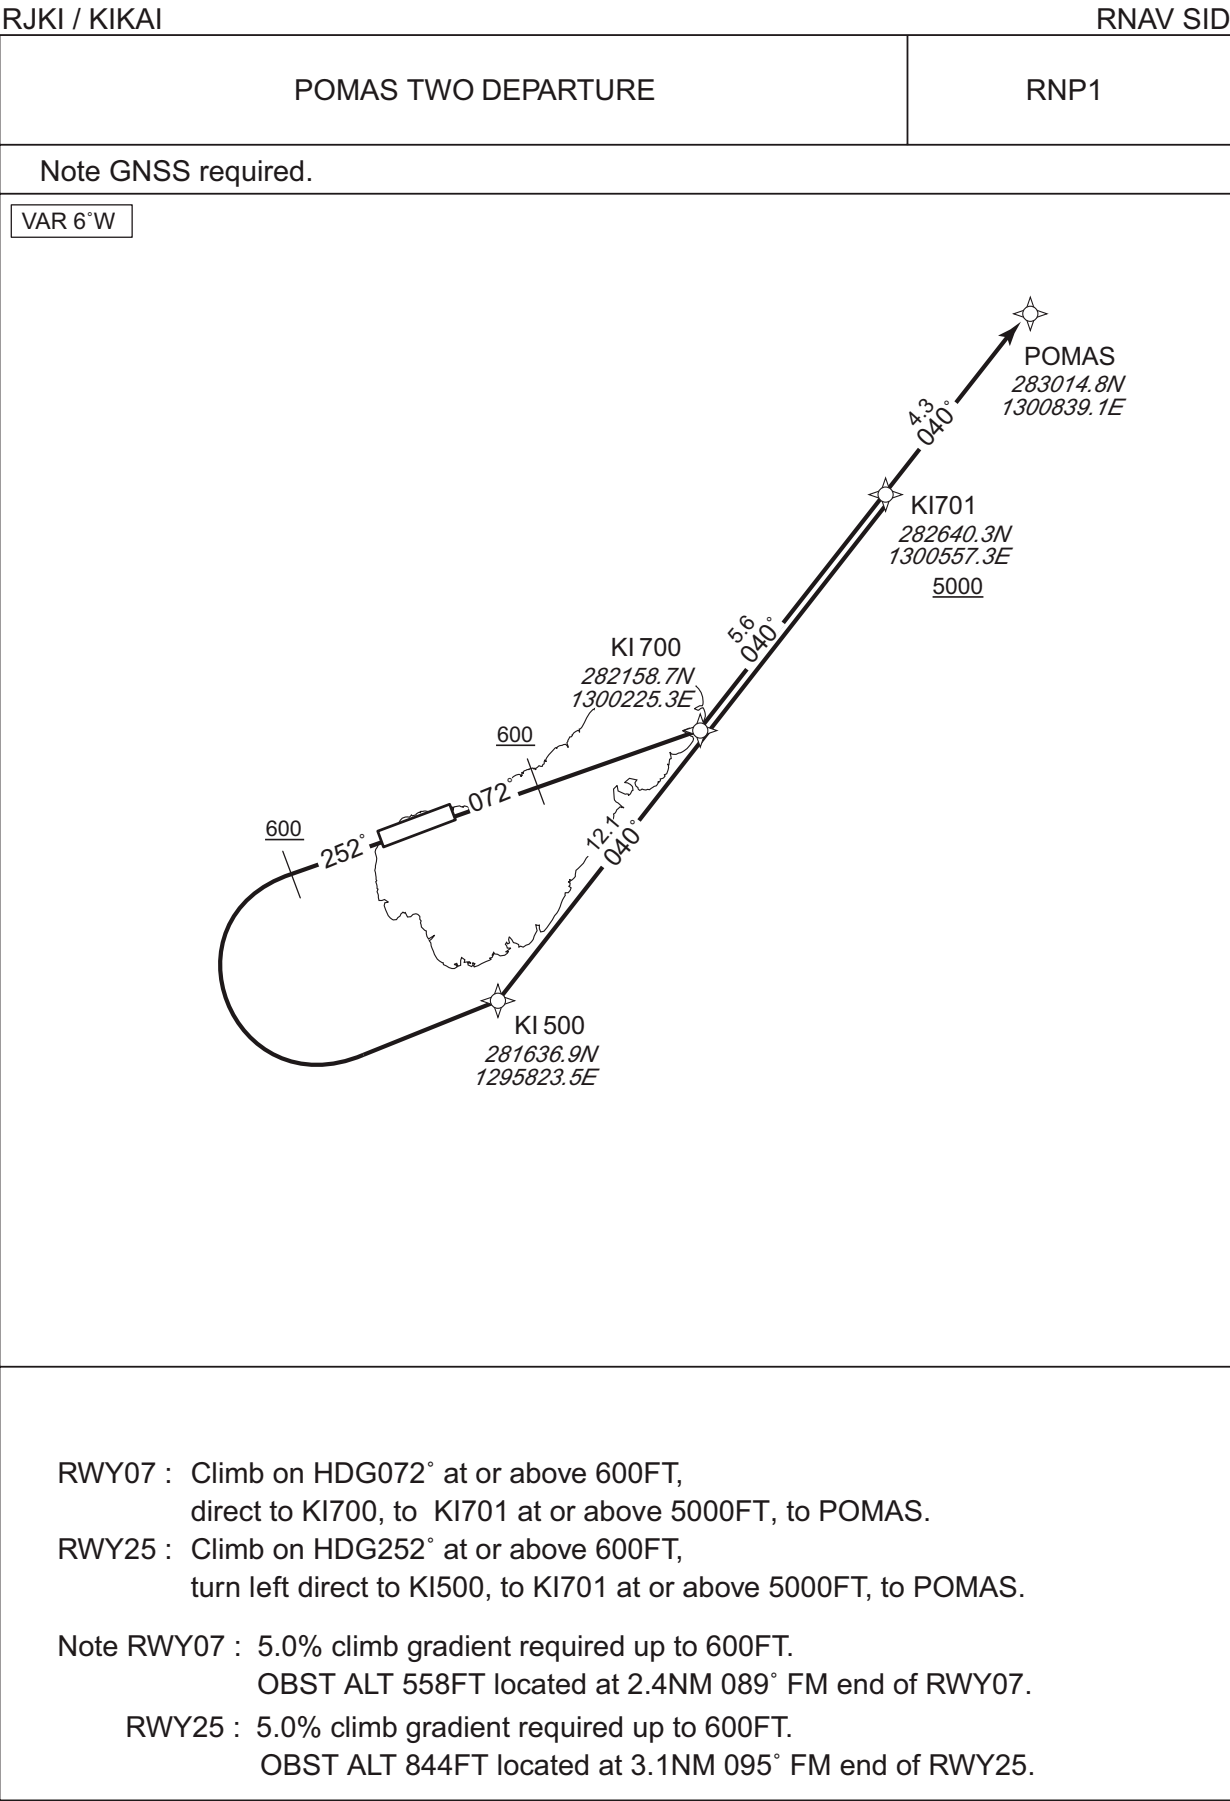 RJKI / KIKAI
RNAV SID
POMAS TWO DEPARTURE
RNP1
Note GNSS required.
VAR 6°W
POMAS
283014.8N
1300839.1E
4.3
040°
KI701
282640.3N
1300557.3E
5000
5.6
040°
KI 700
282158.7N
1300225.3E
600
072°
600
252°
12.1
040°
KI 500
281636.9N
1295823.5E
RWY07 : Climb on HDG072° at or above 600FT,
direct to KI700, to KI701 at or above 5000FT, to POMAS.
RWY25 : Climb on HDG252° at or above 600FT,
turn left direct to KI500, to KI701 at or above 5000FT, to POMAS.
Note RWY07 : 5.0% climb gradient required up to 600FT.
OBST ALT 558FT located at 2.4NM 089° FM end of RWY07.
RWY25 : 5.0% climb gradient required up to 600FT.
OBST ALT 844FT located at 3.1NM 095° FM end of RWY25.